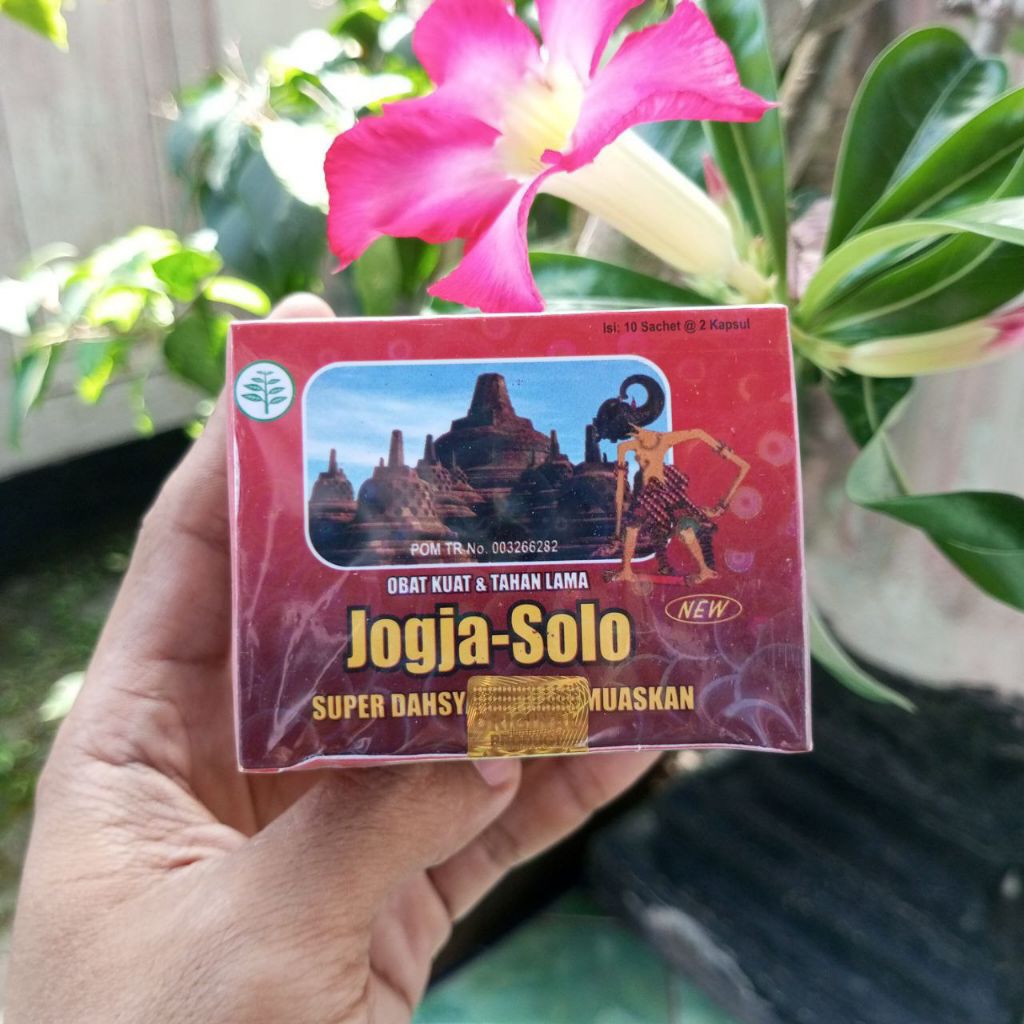 Isi: 10 Sachet @ 2 Kapsul
POM TR No. 003266282
OBAT KUAT & TAHAN LAMA
Jogja-Solo
NEW
SUPER DAHSY MUASKAN